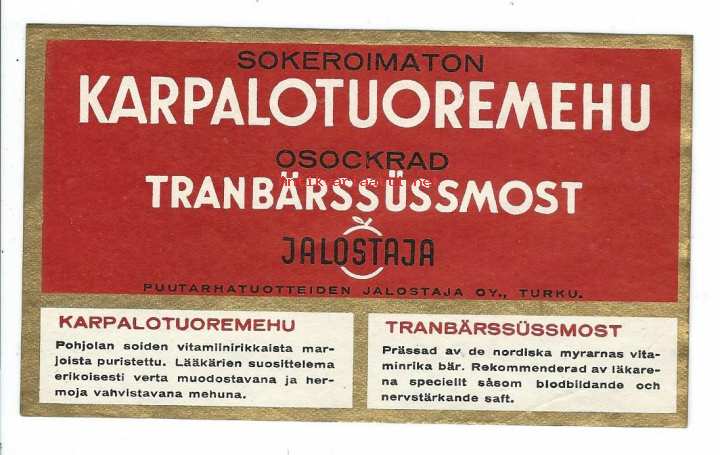 SOKEROIMATON
KARPALOTUOREMEHU
OSOCKRAD
TRANBÄRSSÜSSMOST
JALOSTAJA
PUUTARHATUOTTEIDEN JALOSTAJA OY., TURKU.
KARPALOTUOREMEHU
Pohjolan soiden vitamiinirikkaista mar-
joista puristettu. Lääkärien suosittelema
erikoisesti verta muodostavana ja her-
moja vahvistavana mehuna.
TRANBÄRSSÜSSMOST
Prässad av de nordiska myrarnas vita-
minrika bär. Rekommenderad av läkare-
na speciellt såsom blodbildande och
nervstärkande saft.